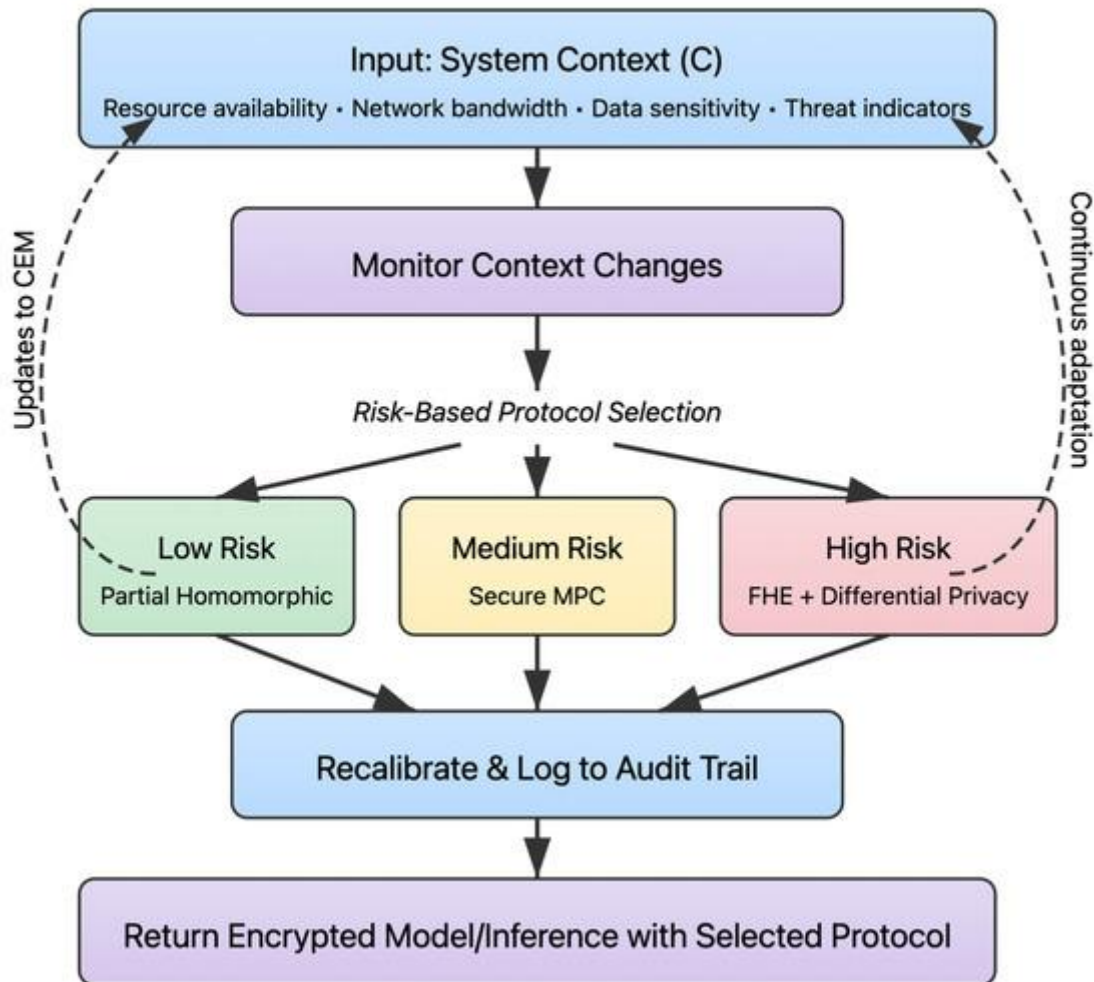 Input: System Context (C)
Resource availability • Network bandwidth • Data sensitivity • Threat indicators
Updates to CEM
Continuous adaptation
Monitor Context Changes
Risk-Based Protocol Selection
Low Risk
Partial Homomorphic
Medium Risk
Secure MPC
High Risk
FHE + Differential Privacy
Recalibrate & Log to Audit Trail
Return Encrypted Model/Inference with Selected Protocol